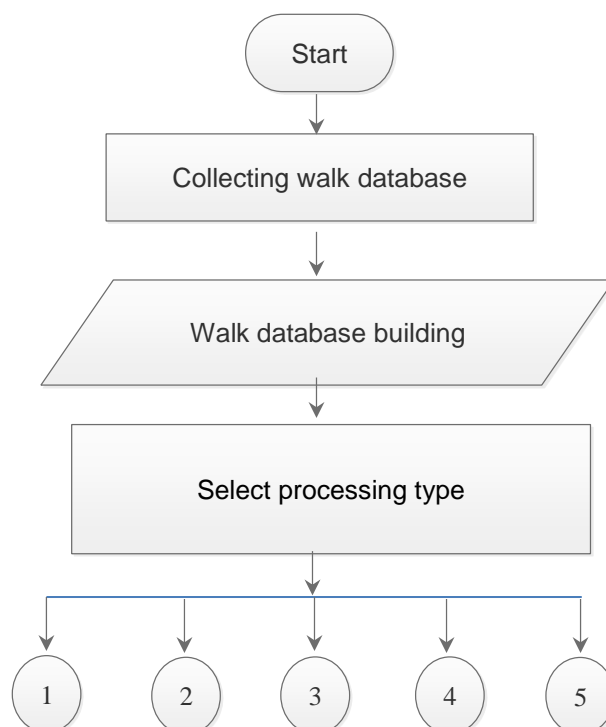 Start
Collecting walk database
Walk database building
Select processing type
1 2 3 4 5